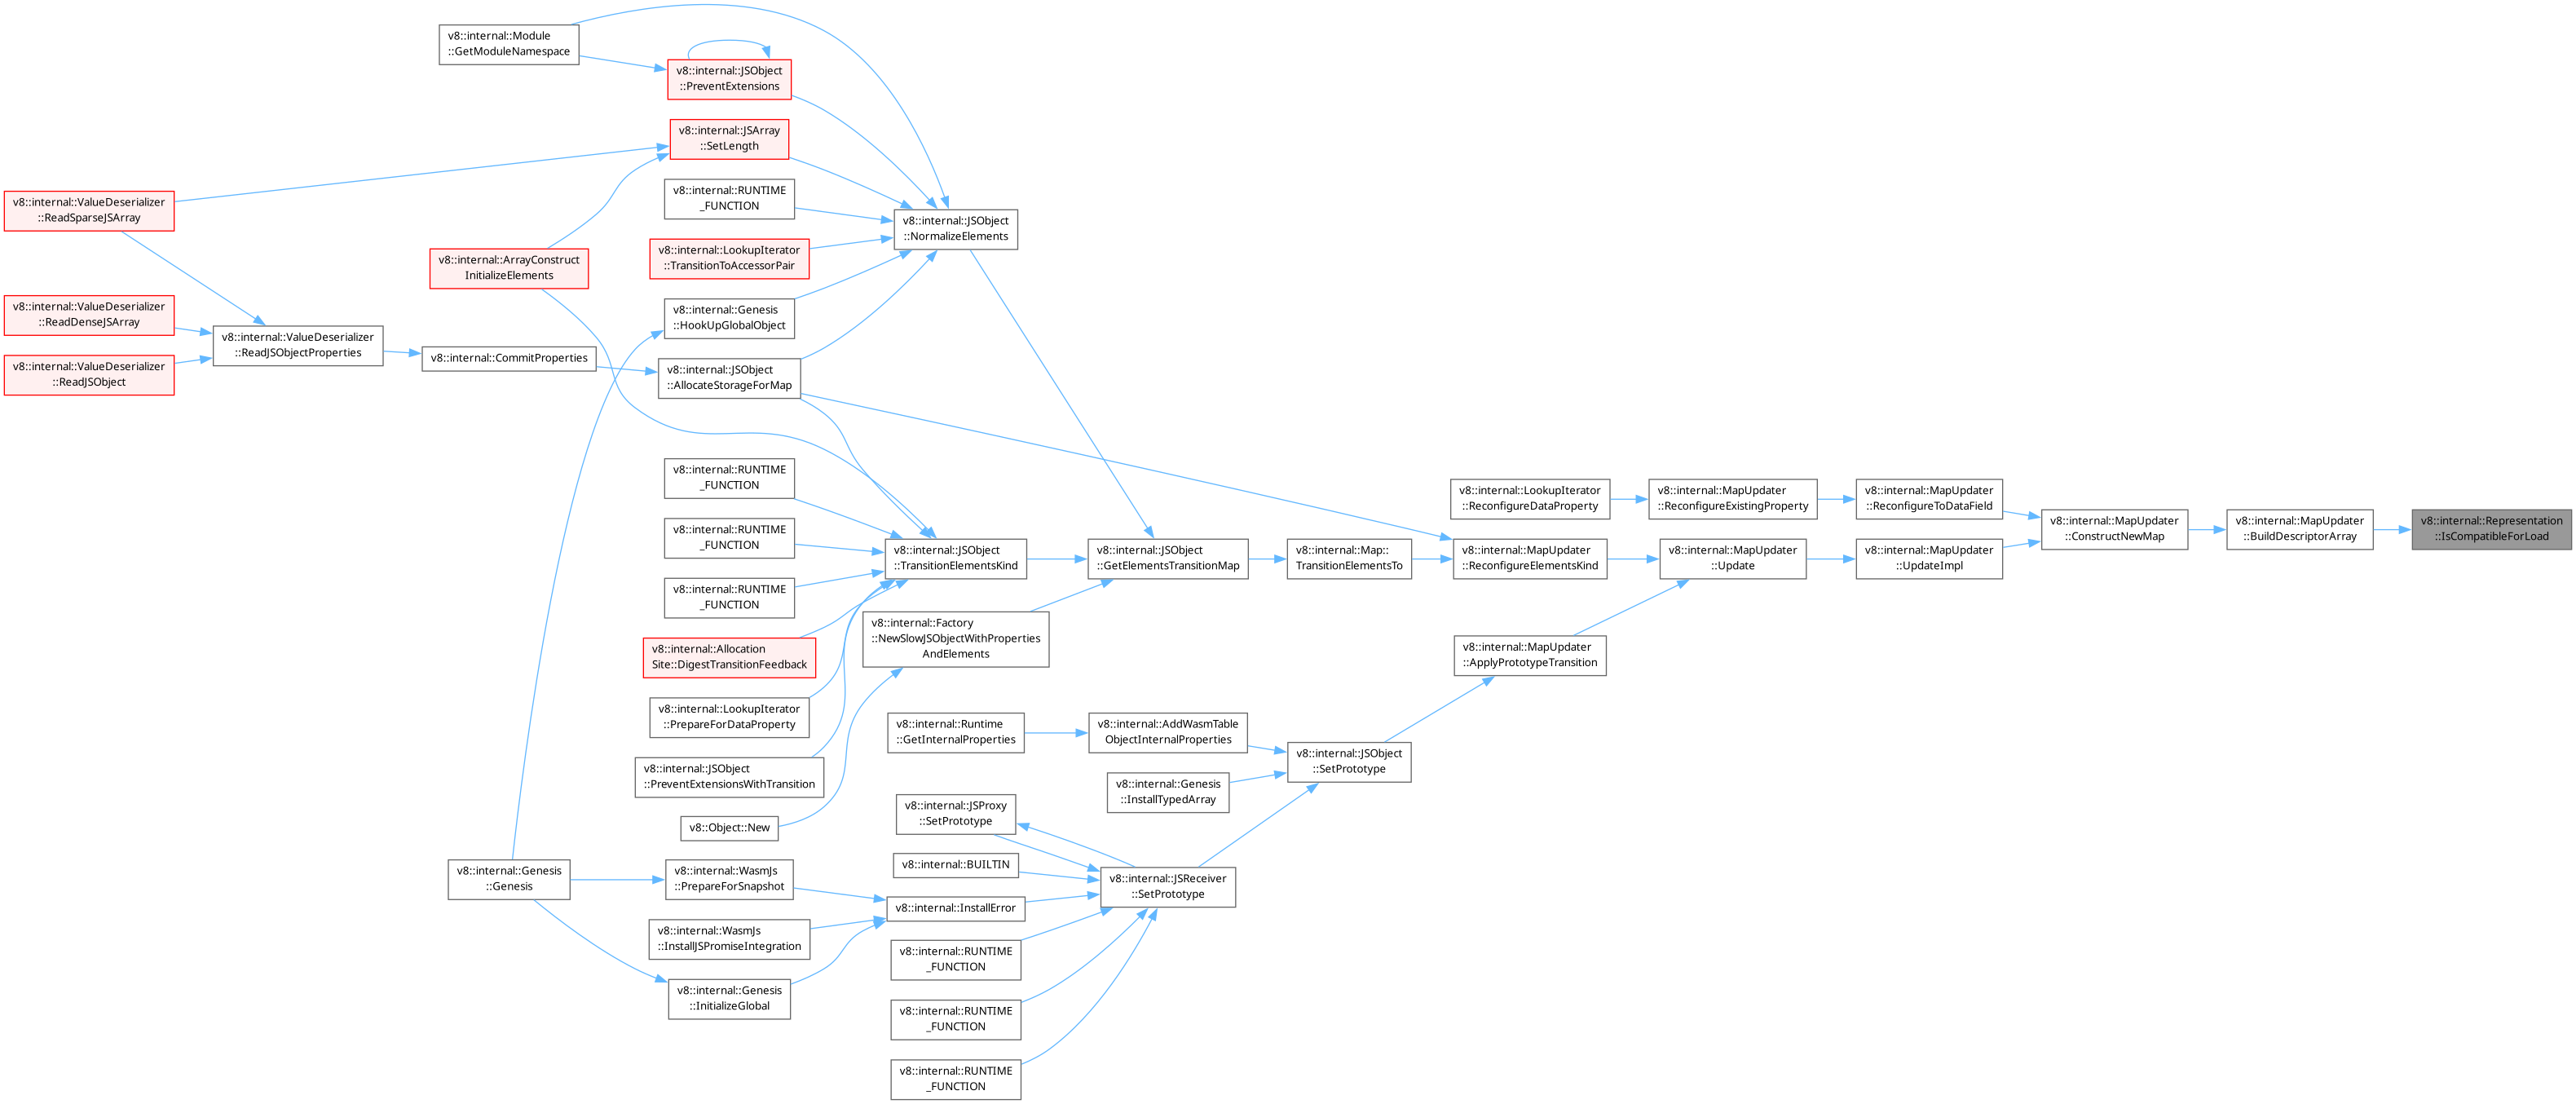 v8::internal::Module
::GetModuleNamespace
v8::internal::JSObject
::PreventExtensions
v8::internal::JSArray
::SetLength
v8::internal::RUNTIME
_FUNCTION
v8::internal::ValueDeserializer
::ReadSparseJSArray
v8::internal::JSObject
::NormalizeElements
v8::internal::LookupIterator
::TransitionToAccessorPair
v8::internal::ArrayConstruct
InitializeElements
v8::internal::ValueDeserializer
::ReadDenseJSArray
v8::internal::Genesis
::HookUpGlobalObject
v8::internal::ValueDeserializer
::ReadJSObjectProperties
v8::internal::CommitProperties
v8::internal::ValueDeserializer
::ReadJSObject
v8::internal::JSObject
::AllocateStorageForMap
v8::internal::RUNTIME
_FUNCTION
v8::internal::LookupIterator
::ReconfigureDataProperty
v8::internal::MapUpdater
::ReconfigureExistingProperty
v8::internal::MapUpdater
::ReconfigureToDataField
v8::internal::MapUpdater
::ConstructNewMap
v8::internal::MapUpdater
::BuildDescriptorArray
v8::internal::Representation
::IsCompatibleForLoad
v8::internal::RUNTIME
_FUNCTION
v8::internal::JSObject
::TransitionElementsKind
v8::internal::JSObject
::GetElementsTransitionMap
v8::internal::Map::
TransitionElementsTo
v8::internal::MapUpdater
::ReconfigureElementsKind
v8::internal::MapUpdater
::Update
v8::internal::MapUpdater
::UpdateImpl
v8::internal::RUNTIME
_FUNCTION
v8::internal::Factory
::NewSlowJSObjectWithProperties
AndElements
v8::internal::Allocation
Site::DigestTransitionFeedback
v8::internal::MapUpdater
::ApplyPrototypeTransition
v8::internal::LookupIterator
::PrepareForDataProperty
v8::internal::Runtime
::GetInternalProperties
v8::internal::AddWasmTable
ObjectInternalProperties
v8::internal::JSObject
::SetPrototype
v8::internal::JSObject
::PreventExtensionsWithTransition
v8::internal::Genesis
::InstallTypedArray
v8::Object::New
v8::internal::JSProxy
::SetPrototype
v8::internal::BUILTIN
v8::internal::Genesis
::Genesis
v8::internal::WasmJs
::PrepareForSnapshot
v8::internal::JSReceiver
::SetPrototype
v8::internal::InstallError
v8::internal::WasmJs
::InstallJSPromiseIntegration
v8::internal::RUNTIME
_FUNCTION
v8::internal::Genesis
::InitializeGlobal
v8::internal::RUNTIME
_FUNCTION
v8::internal::RUNTIME
_FUNCTION